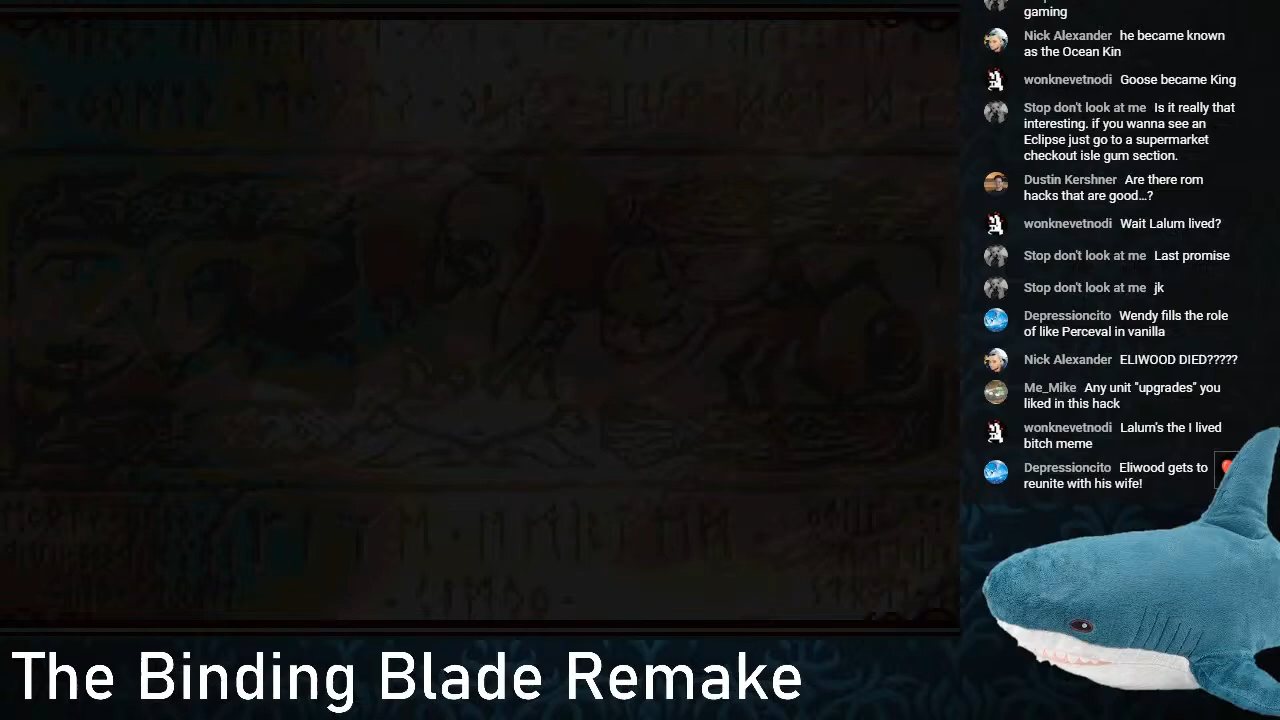 gaming
Nick Alexander he became known
as the Ocean Kin
wonknevetnodi Goose became King
Stop don't look at me Is it really that
interesting. if you wanna see an
Eclipse just go to a supermarket
checkout isle gum section.
Dustin Kershner Are there rom
hacks that are good...?
wonknevetnodi Wait Lalum lived?
Stop don't look at me Last promise
Stop don't look at me jk
Depressioncito Wendy fills the role
of like Perceval in vanilla
Nick Alexander ELIWOOD DIED?????
Me_Mike Any unit "upgrades" you
liked in this hack
wonknevetnodi Lalum's the I lived
bitch meme
Depressioncito Eliwood gets to
reunite with his wife!
The Binding Blade Remake